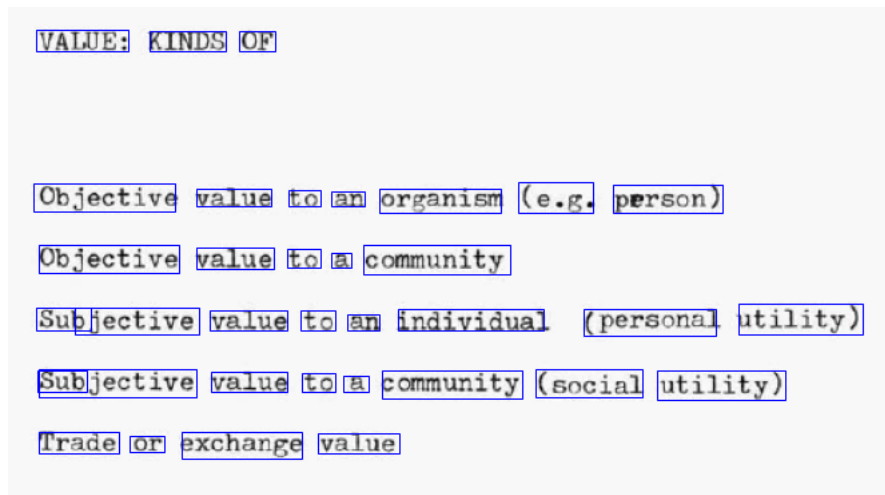 VALUE: KINDS OF
Objective value to an organism (e.g. person)
Objective value to a community
Subjective value to an individual (personal utility)
Subjective value to a community (social utility)
Trade or exchange value